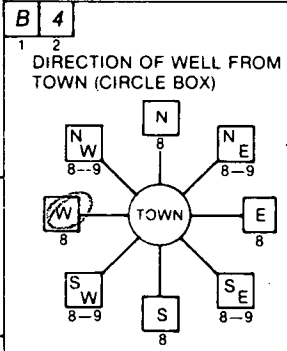 B 4
1 2
DIRECTION OF WELL FROM
TOWN (CIRCLE BOX)
N
8
N W
8--9
N E
8—9
W
8
TOWN
E
8
S W
8—9
S E
8—9
S
8